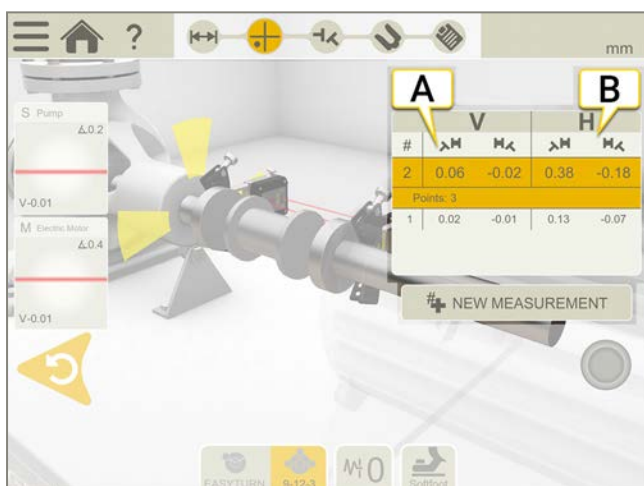 ?
mm
A
B
S Pump
∡0.2
V-0.01
M Electric Motor
∡0.4
V-0.01
V H
#
2 0.06 -0.02 0.38 -0.18
Points: 3
1 0.02 -0.01 0.13 -0.07
# NEW MEASUREMENT
EASYTURN 9-12-3 0 Softfoot